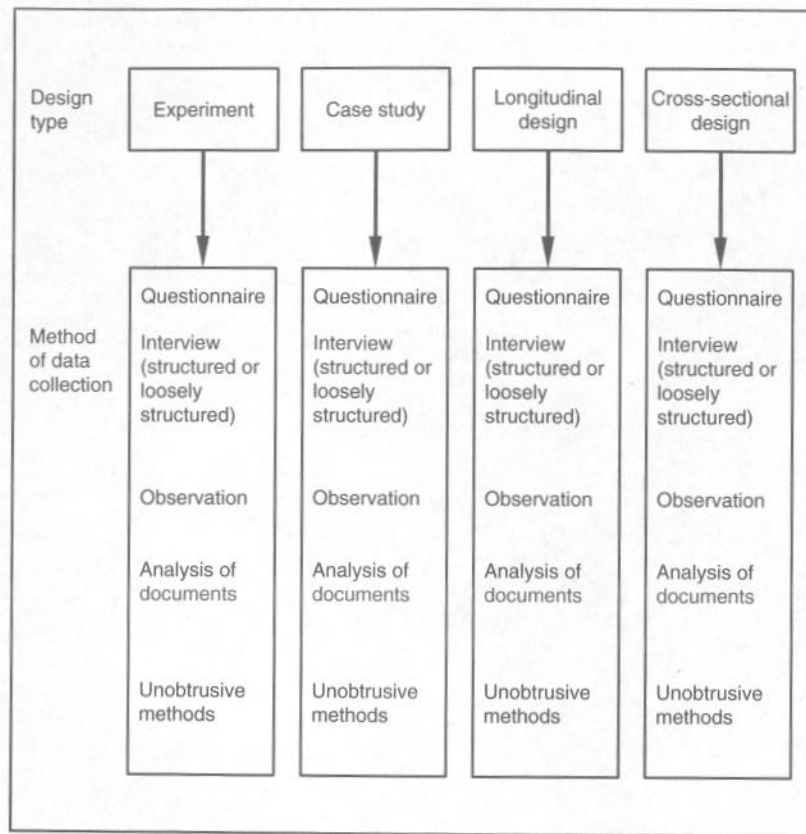 Design
type
Experiment
Case study
Longitudinal
design
Cross-sectional
design
Method
of data
collection
Questionnaire
Interview
(structured or
loosely
structured)
Observation
Analysis of
documents
Unobtrusive
methods
Questionnaire
Interview
(structured or
loosely
structured)
Observation
Analysis of
documents
Unobtrusive
methods
Questionnaire
Interview
(structured or
loosely
structured)
Observation
Analysis of
documents
Unobtrusive
methods
Questionnaire
Interview
(structured or
loosely
structured)
Observation
Analysis of
documents
Unobtrusive
methods